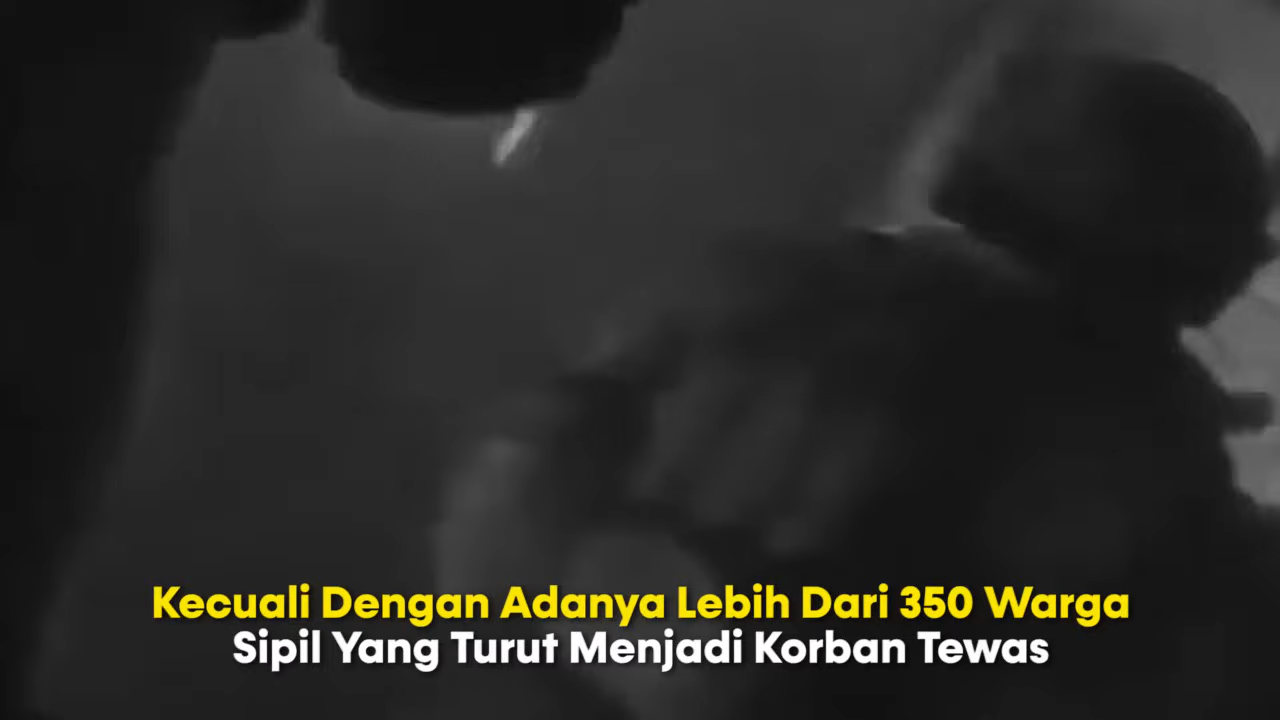 Kecuali Dengan Adanya Lebih Dari 350 Warga
Sipil Yang Turut Menjadi Korban Tewas